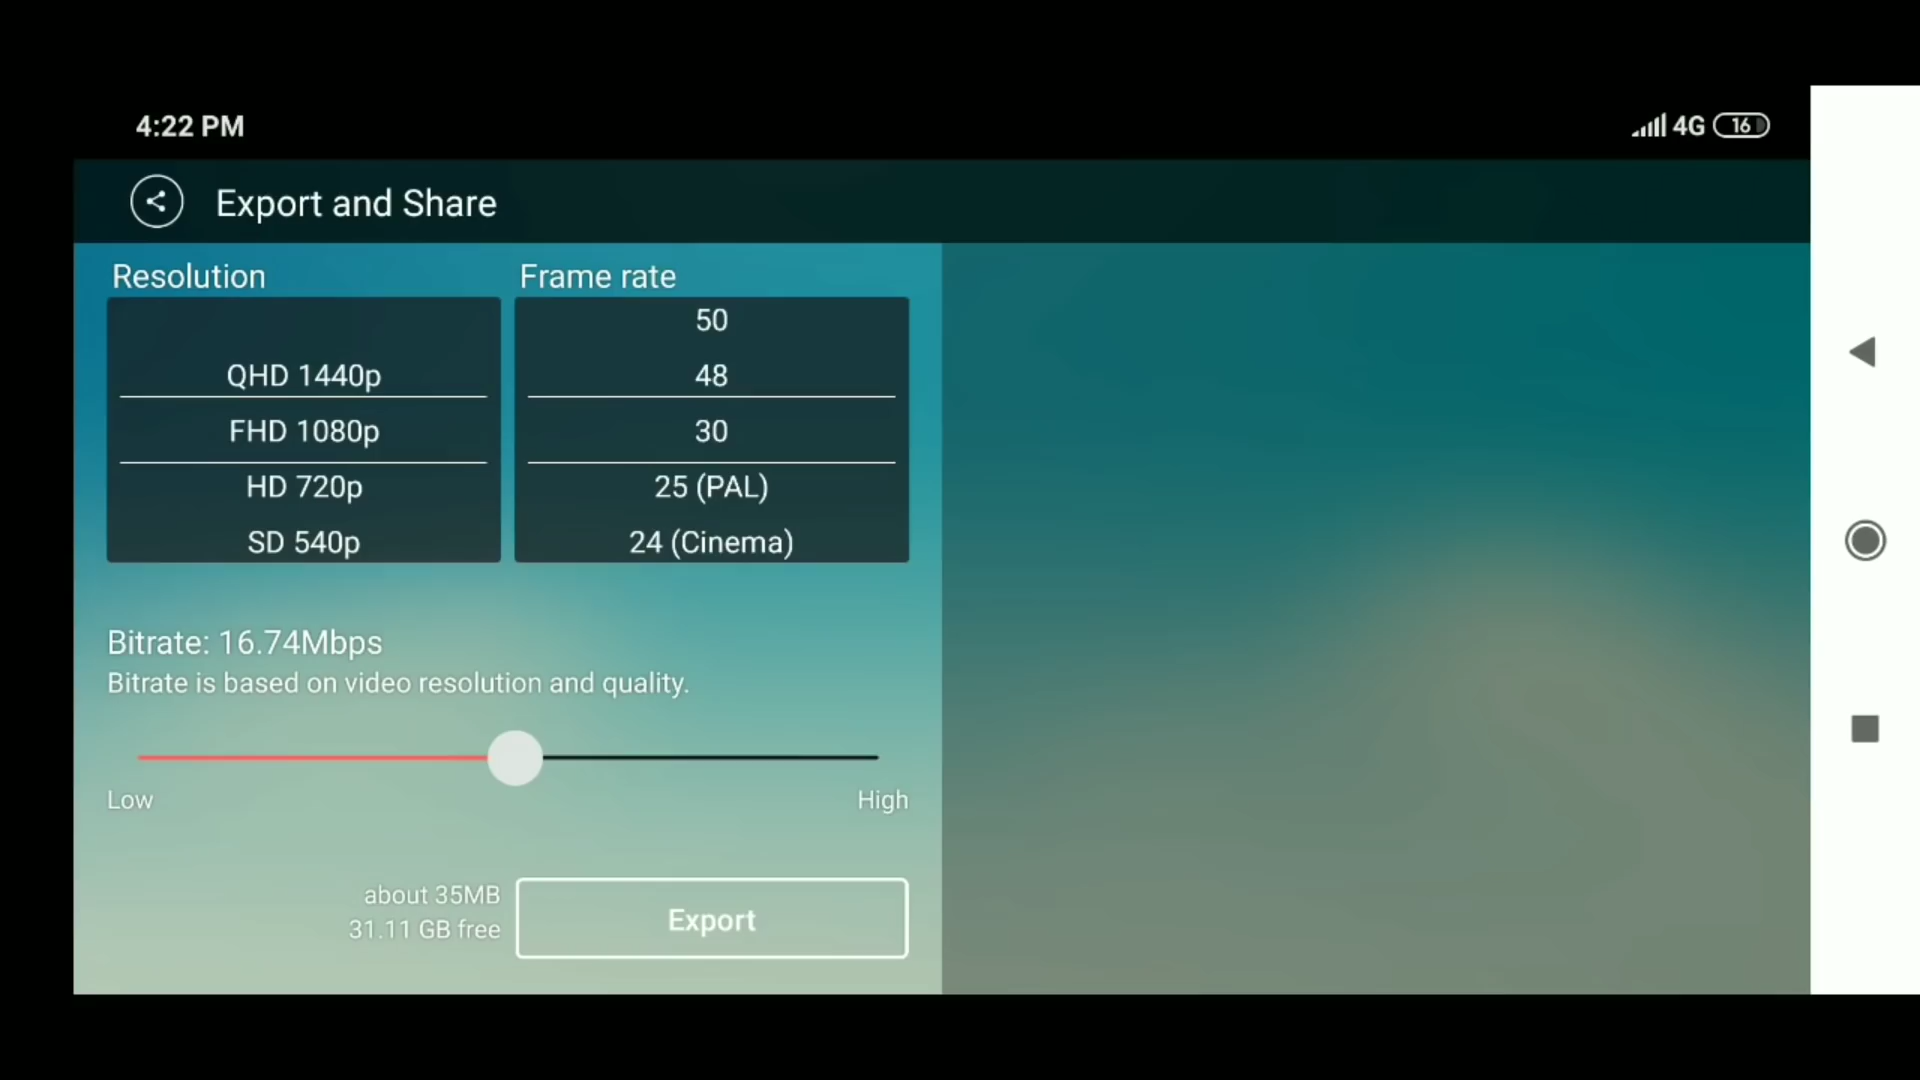 4:22 PM
4G 16
Export and Share
Resolution
Frame rate
50
QHD 1440p
48
FHD 1080p
30
HD 720p
25 (PAL)
SD 540p
24 (Cinema)
Bitrate: 16.74Mbps
Bitrate is based on video resolution and quality.
Low
High
about 35MB
31.11 GB free
Export